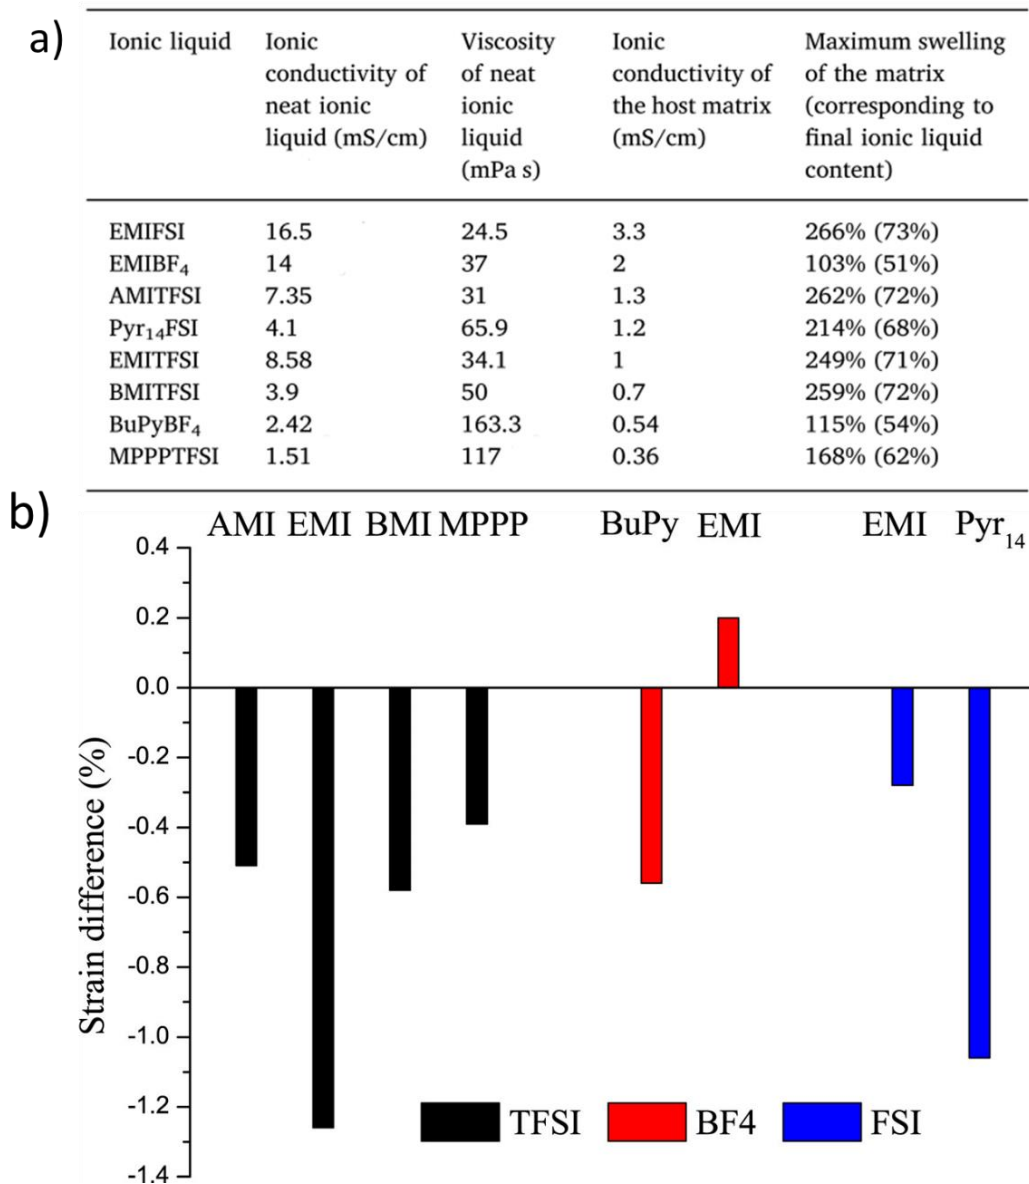 a)
Ionic liquid Ionic conductivity of neat ionic liquid (mS/cm) Viscosity of neat ionic liquid (mPa s) Ionic conductivity of the host matrix (mS/cm) Maximum swelling of the matrix (corresponding to final ionic liquid content)
EMIFSI 16.5 24.5 3.3 266% (73%)
EMIBF₄ 14 37 2 103% (51%)
AMITFSI 7.35 31 1.3 262% (72%)
Pyr₁₄FSI 4.1 65.9 1.2 214% (68%)
EMITFSI 8.58 34.1 1 249% (71%)
BMITFSI 3.9 50 0.7 259% (72%)
BuPyBF₄ 2.42 163.3 0.54 115% (54%)
MPPPTFSI 1.51 117 0.36 168% (62%)
b)
AMI EMI BMI MPPP BuPy EMI EMI Pyr₁₄
Strain difference (%)
0.4
0.2
0.0
-0.2
-0.4
-0.6
-0.8
-1.0
-1.2
-1.4
TFSI BF4 FSI